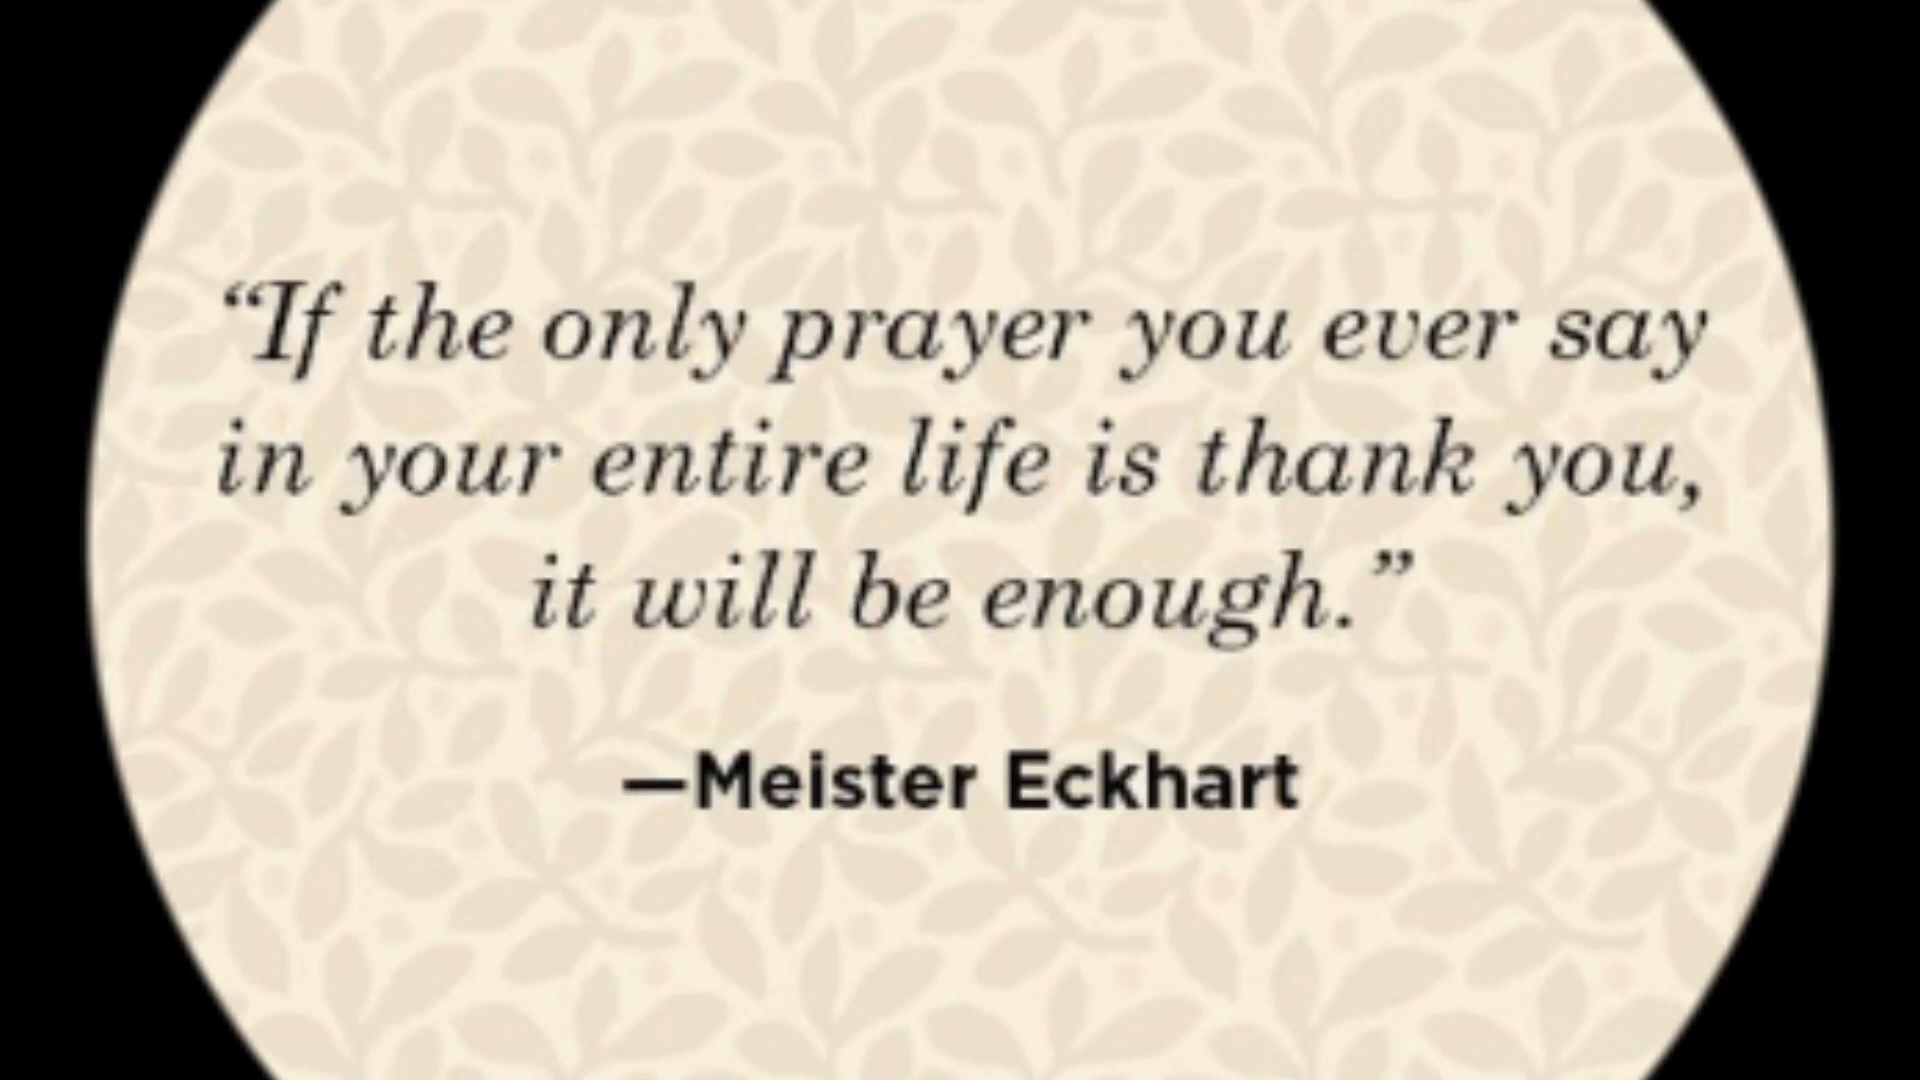 “If the only prayer you ever say
in your entire life is thank you,
it will be enough.”
—Meister Eckhart